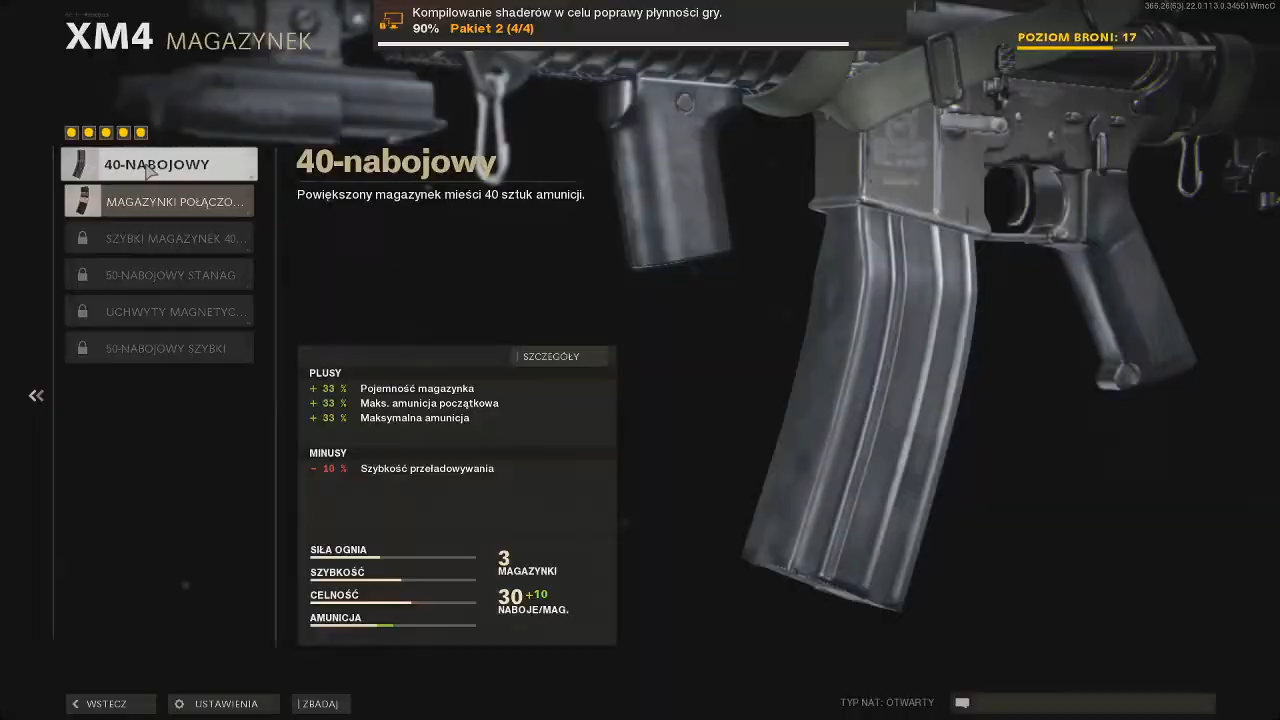 Kompilowanie shaderów w celu poprawy płynności gry.
90% Pakiet 2 (4/4)
XM4 MAGAZYNEK
POZIOM BRONI: 17
40-NABOJOWY
MAGAZYNKI POŁĄCZO...
SZYBKI MAGAZYNEK 40...
50-NABOJOWY STANAG
UCHWYTY MAGNETYC...
50-NABOJOWY SZYBKI
40-nabojowy
Powiększony magazynek mieści 40 sztuk amunicji.
SZCZEGÓŁY
PLUSY
+ 33 % Pojemność magazynka
+ 33 % Maks. amunicja początkowa
+ 33 % Maksymalna amunicja
MINUSY
- 10 % Szybkość przeładowywania
SIŁA OGNIA
SZYBKOŚĆ
CELNOŚĆ
AMUNICJA
3
MAGAZYNKI
30 +10
NABOJE/MAG.
WSTECZ
USTAWIENIA
ZBADAJ
TYP NAT: OTWARTY